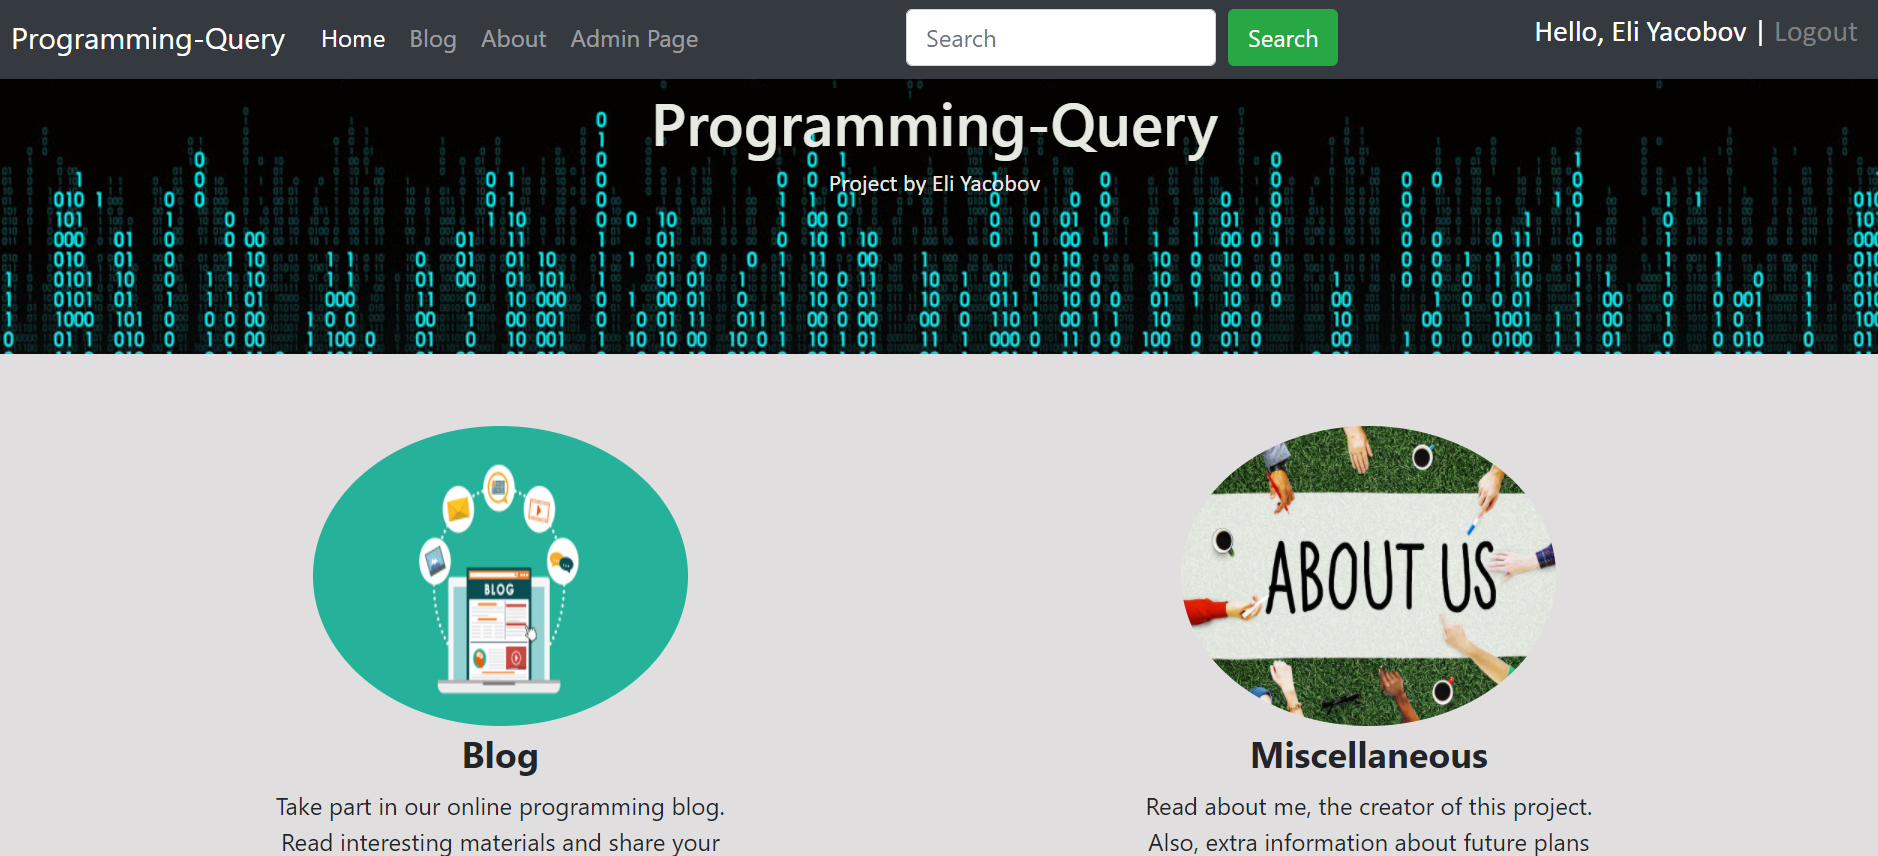 Programming-Query Home Blog About Admin Page Search Search Hello, Eli Yacobov | Logout
Programming-Query
Project by Eli Yacobov
BLOG
ABOUT US
Blog
Take part in our online programming blog.
Read interesting materials and share your
Miscellaneous
Read about me, the creator of this project.
Also, extra information about future plans